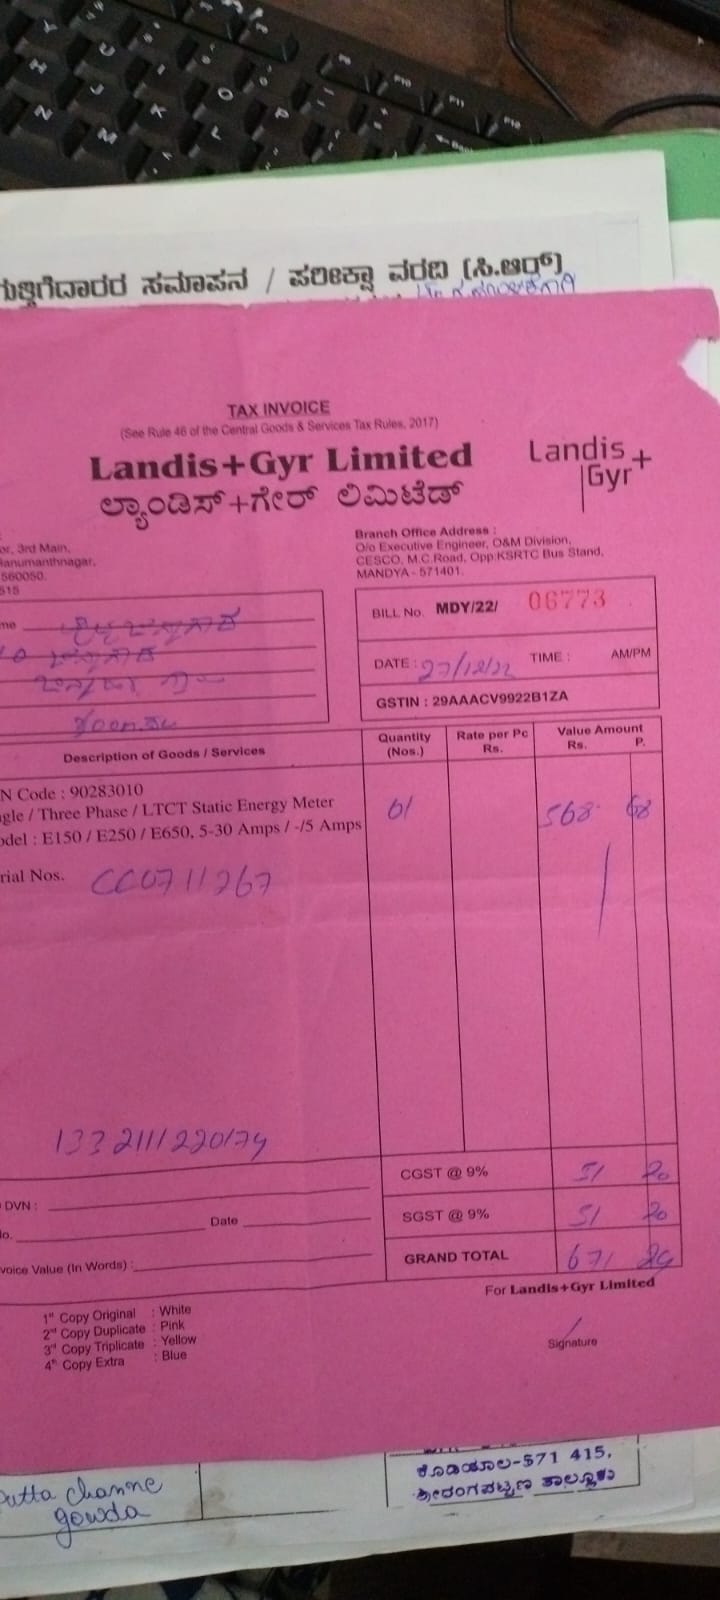 ಗುತ್ತಿಗೆದಾರರ ಸಮಾಪನ / ಪರೀಕ್ಷಾ ವರದಿ (ಸಿ.ಆರ್)
TAX INVOICE
(See Rule 46 of the Central Goods & Services Tax Rules, 2017)
Landis+Gyr Limited
Landis+
Gyr
ಲ್ಯಾಂಡಿಸ್+ಗೇರ್ ಲಿಮಿಟೆಡ್
or, 3rd Main,
anumanthnagar,
560050.
515
Branch Office Address :
O/o Executive Engineer, O&M Division,
CESCO, M.C.Road, Opp:KSRTC Bus Stand,
MANDYA - 571401.
me
BILL No. MDY/22/ 06773
DATE : 27/12/22 TIME : AM/PM
GSTIN : 29AAACV9922B1ZA
Description of Goods / Services
Quantity (Nos.)
Rate per Pc Rs.
Value Amount Rs. P.
N Code : 90283010
gle / Three Phase / LTCT Static Energy Meter
odel : E150 / E250 / E650, 5-30 Amps / -/5 Amps
01
568 68
rial Nos. CC0711267
CGST @ 9% 51 20
SGST @ 9% 51 20
GRAND TOTAL 671
DVN :
o. Date
voice Value (In Words) :
For Landis+Gyr Limited
1st Copy Original : White
2nd Copy Duplicate : Pink
3rd Copy Triplicate : Yellow
4th Copy Extra : Blue
Signature
utta channe
gowda
ಕೊಡಿಯಾಲ-571 415,
ಶ್ರೀರಂಗಪಟ್ಟಣ ತಾಲ್ಲೂಕು